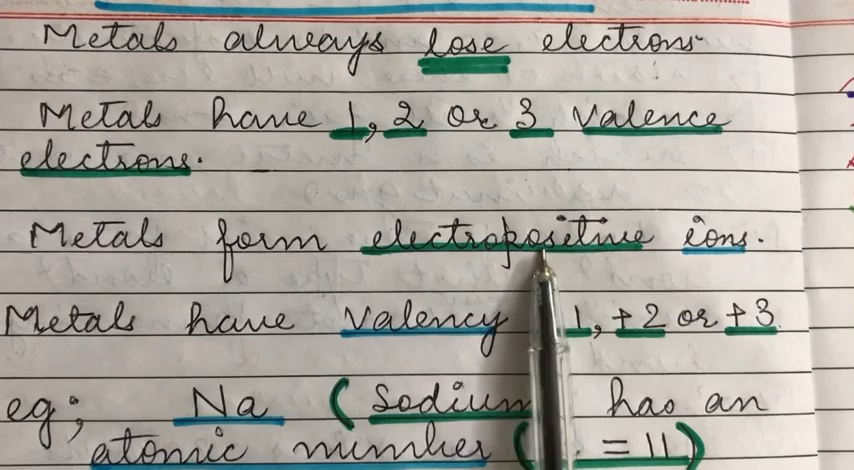 Metals always lose electrons
Metals have 1, 2 or 3 valence
electrons.
Metals form electropositive ions.
Metals have valency 1, +2 or +3
eg; Na (Sodium has an
atomic number ( = 11)